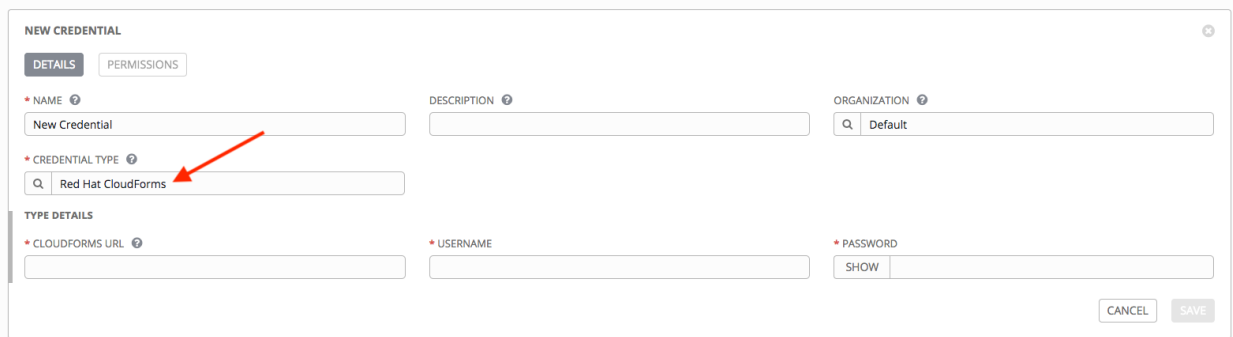 NEW CREDENTIAL
DETAILS PERMISSIONS
* NAME ? DESCRIPTION ? ORGANIZATION ?
New Credential Default
* CREDENTIAL TYPE ?
Red Hat CloudForms
TYPE DETAILS
* CLOUDFORMS URL ? * USERNAME * PASSWORD
SHOW
CANCEL SAVE